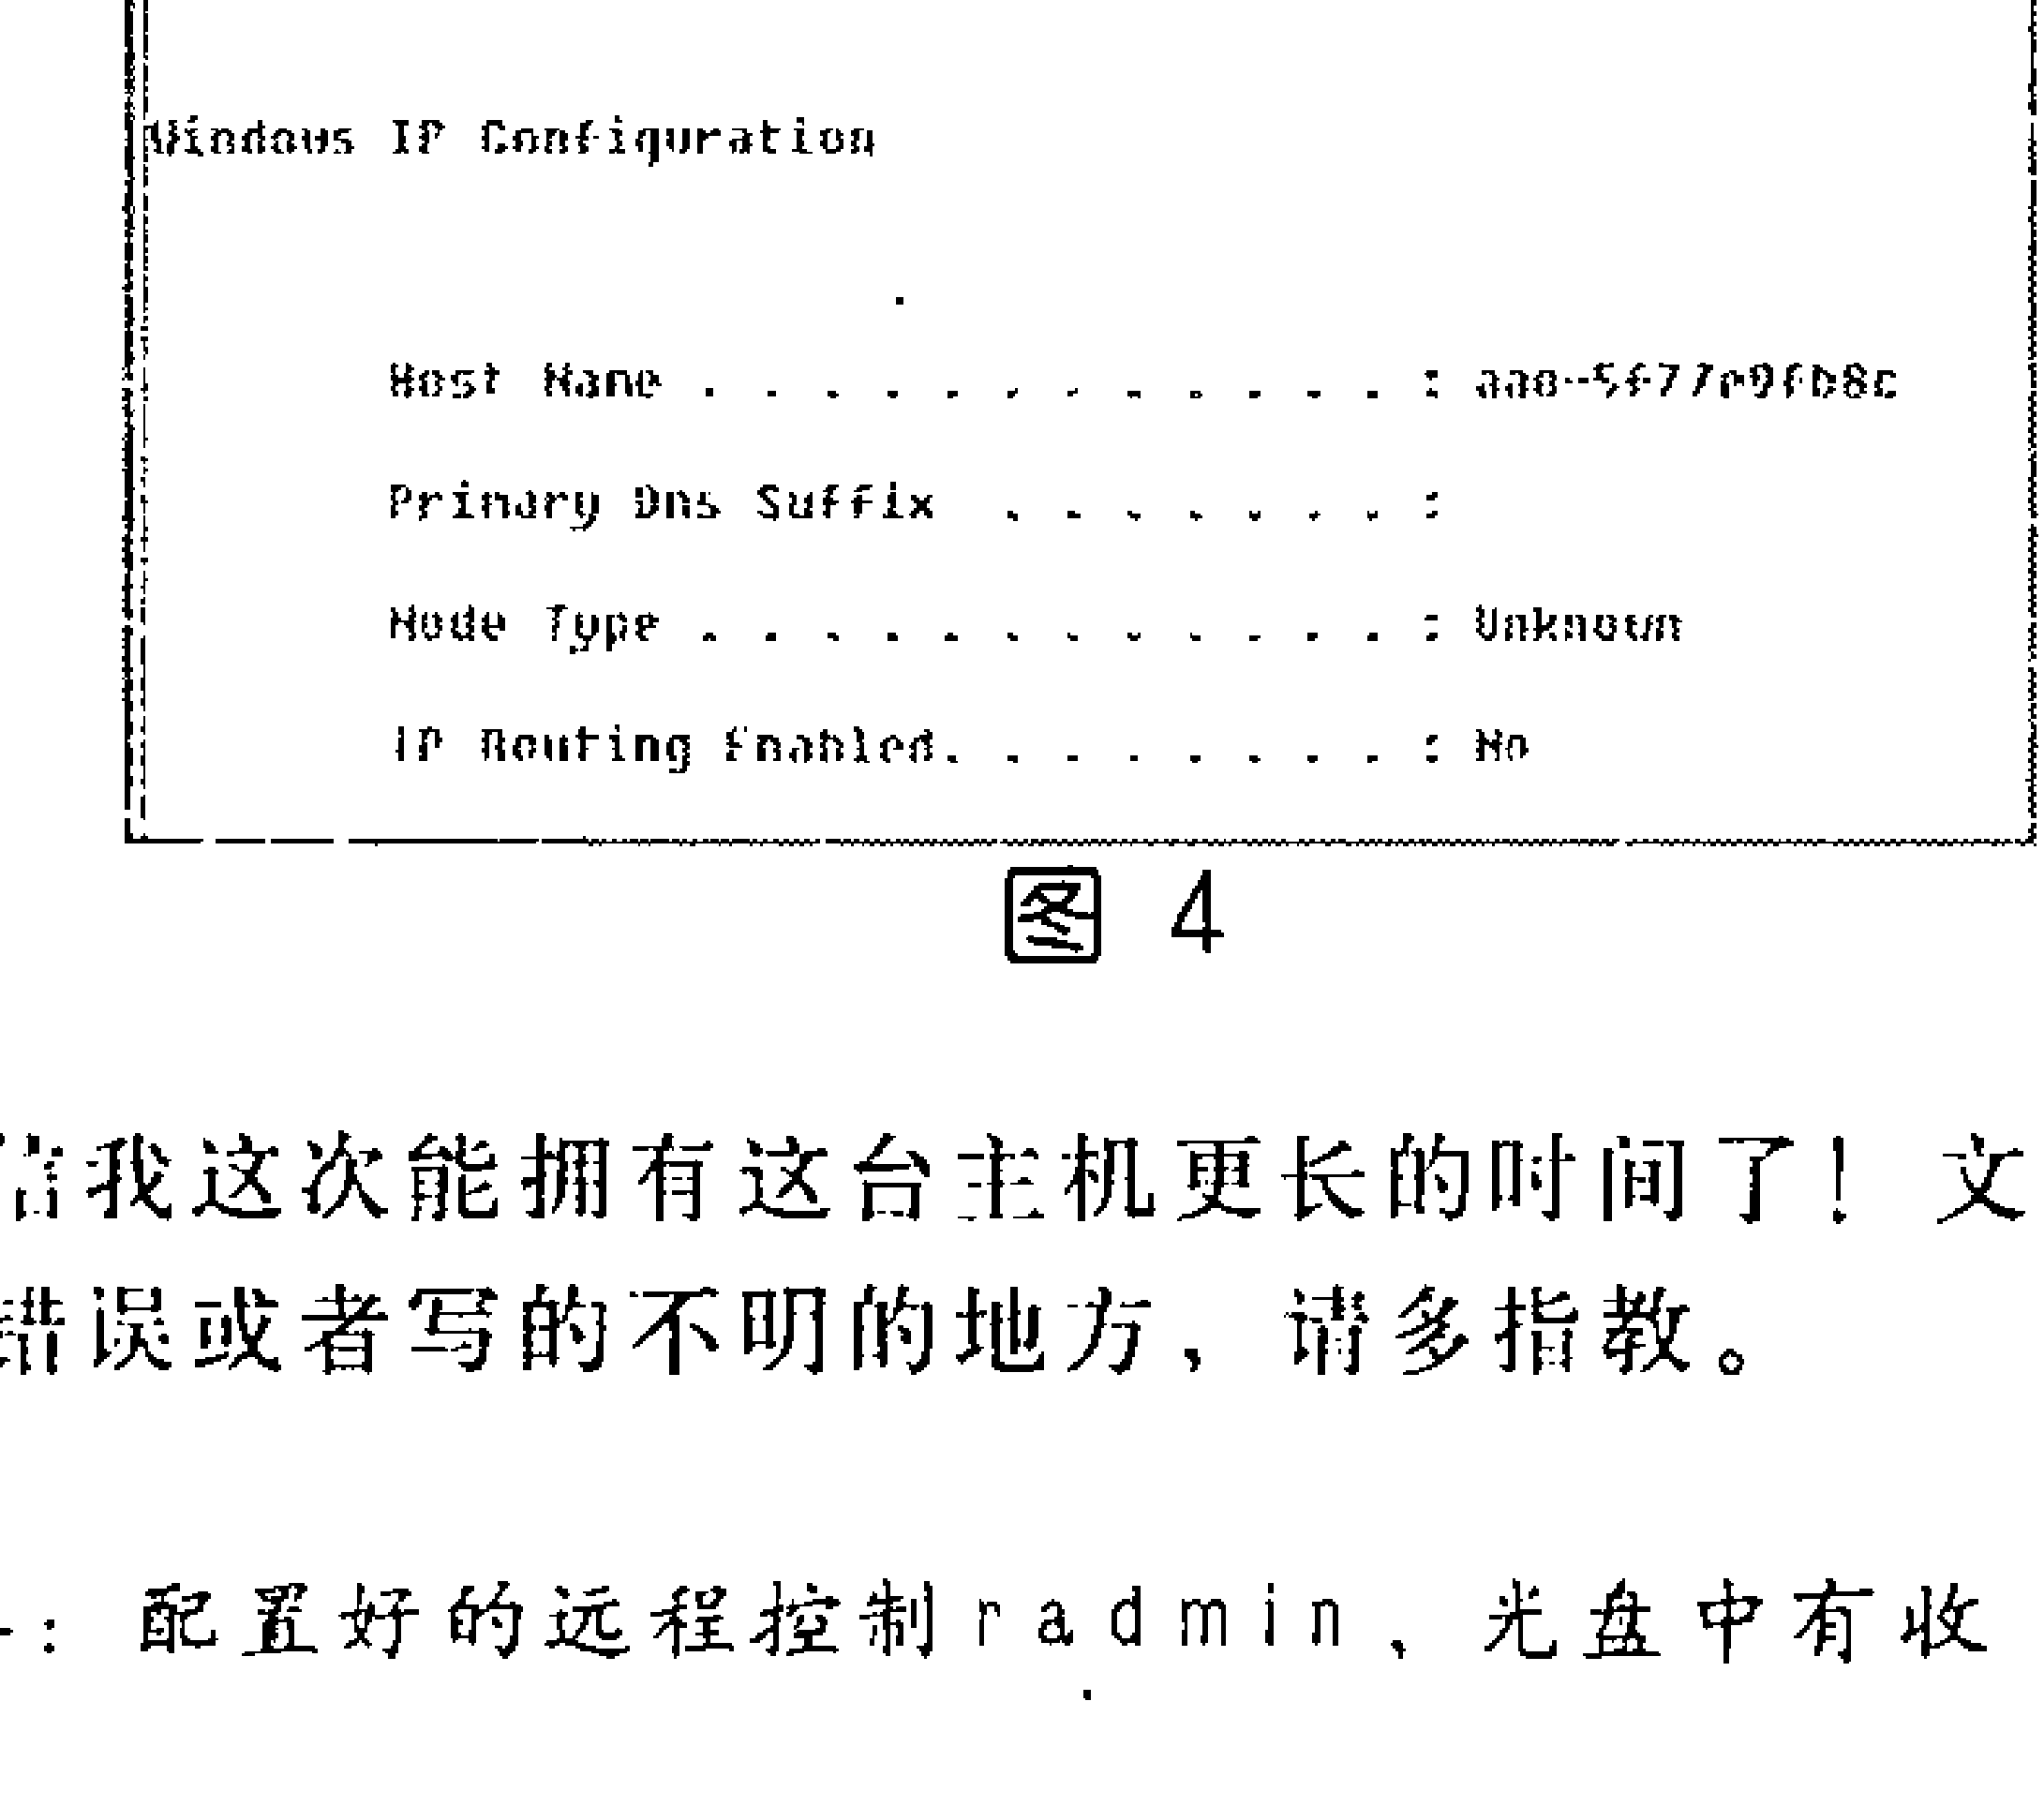 Windows IP Configuration
Host Name . . . . . . . . . . . . : aao-5f77e9fb8c
Primary Dns Suffix . . . . . . . :
Node Type . . . . . . . . . . . . : Unknown
IP Routing Enabled. . . . . . . . : No
图 4
信我这次能拥有这台主机更长的时间了！文
错误或者写的不明的地方，请多指教。
：配置好的远程控制radmin，光盘中有收